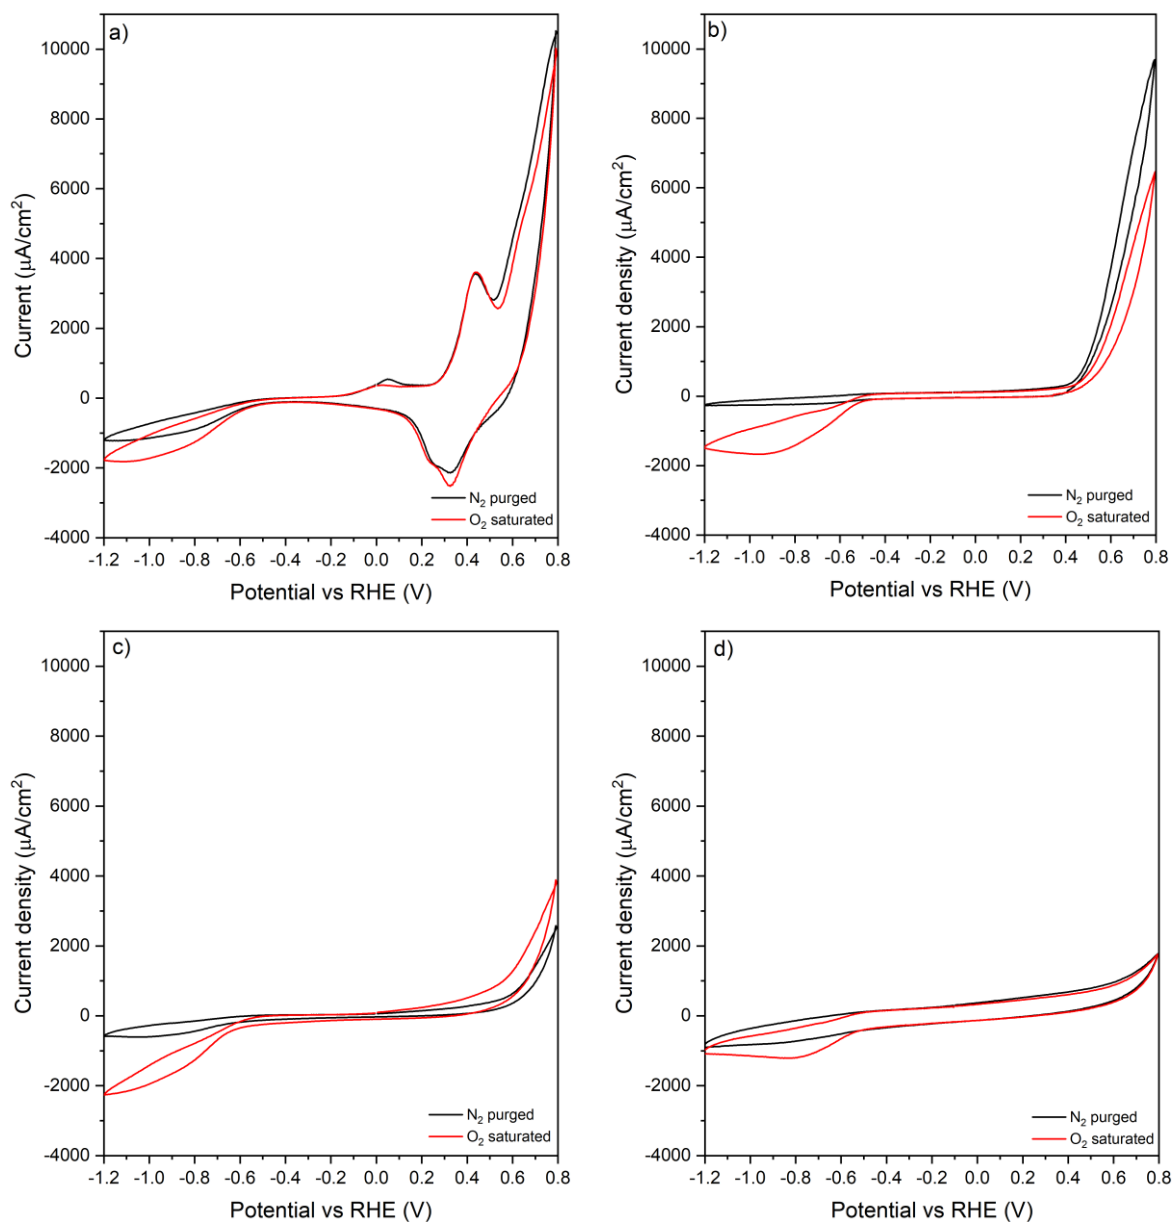 a)
10000
8000
6000
4000
2000
0
-2000
-4000
Current (µA/cm²)
N₂ purged
O₂ saturated
-1.2 -1.0 -0.8 -0.6 -0.4 -0.2 0.0 0.2 0.4 0.6 0.8
Potential vs RHE (V)
b)
10000
8000
6000
4000
2000
0
-2000
-4000
Current density (µA/cm²)
N₂ purged
O₂ saturated
-1.2 -1.0 -0.8 -0.6 -0.4 -0.2 0.0 0.2 0.4 0.6 0.8
Potential vs RHE (V)
c)
10000
8000
6000
4000
2000
0
-2000
-4000
Current density (µA/cm²)
N₂ purged
O₂ saturated
-1.2 -1.0 -0.8 -0.6 -0.4 -0.2 0.0 0.2 0.4 0.6 0.8
Potential vs RHE (V)
d)
10000
8000
6000
4000
2000
0
-2000
-4000
Current density (µA/cm²)
N₂ purged
O₂ saturated
-1.2 -1.0 -0.8 -0.6 -0.4 -0.2 0.0 0.2 0.4 0.6 0.8
Potential vs RHE (V)